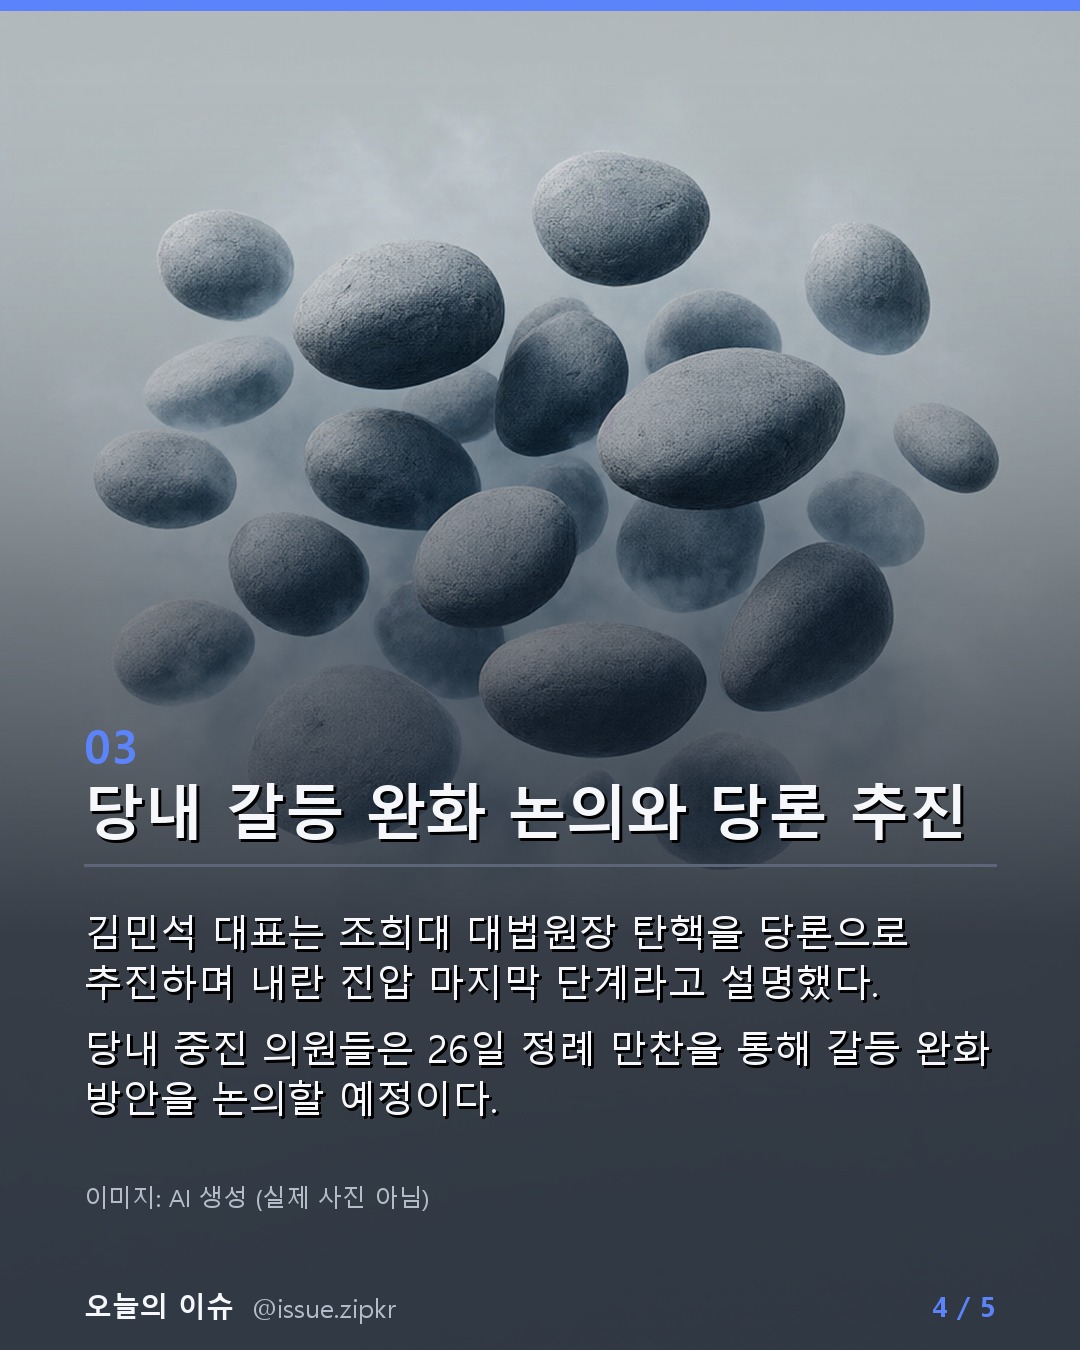 03
당내 갈등 완화 논의와 당론 추진
김민석 대표는 조희대 대법원장 탄핵을 당론으로
추진하며 내란 진압 마지막 단계라고 설명했다.
당내 중진 의원들은 26일 정례 만찬을 통해 갈등 완화
방안을 논의할 예정이다.
이미지: AI 생성 (실제 사진 아님)
오늘의 이슈 @issue.zipkr
4 / 5